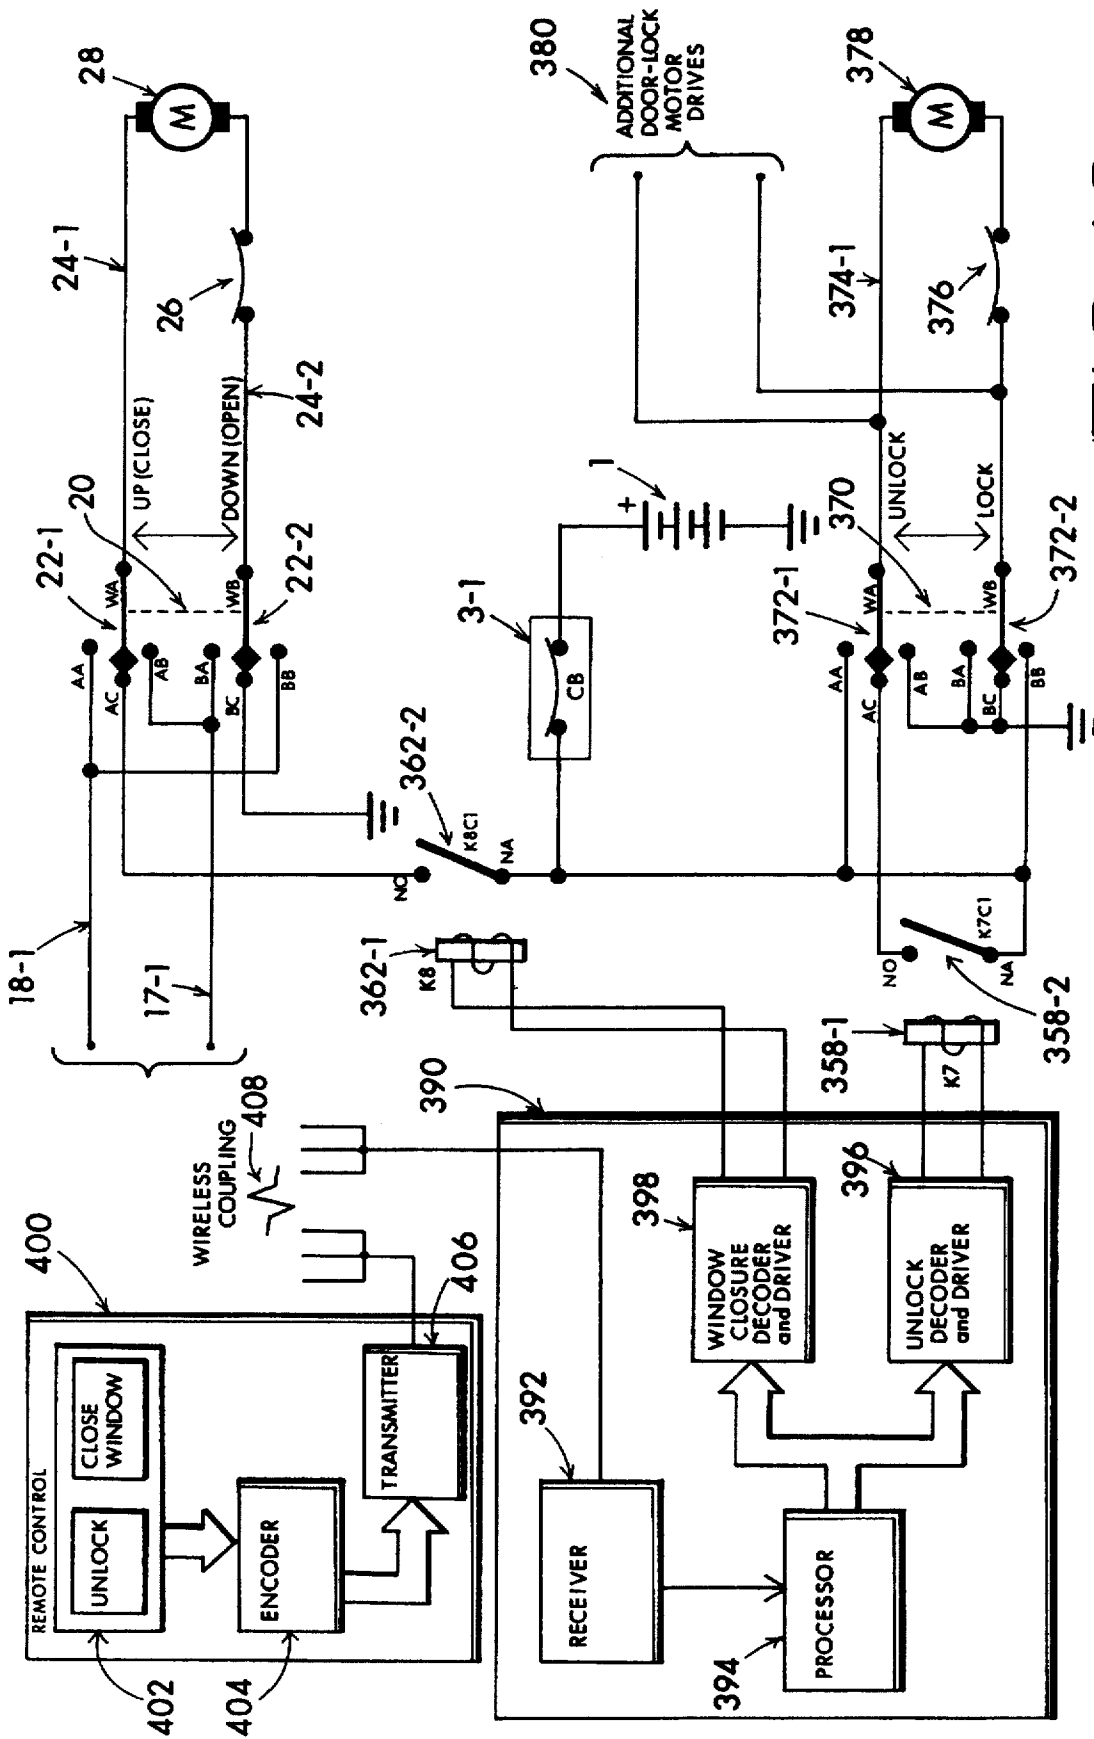 REMOTE CONTROL
UNLOCK
CLOSE
WINDOW
402
404
ENCODER
TRANSMITTER
400
406
WIRELESS
COUPLING
408
18-1
17-1
AA
AC
AB
BA
BC
BB
22-1
WA
20
WB
22-2
UP (CLOSE)
DOWN (OPEN)
24-1
24-2
26
28
M
390
392
RECEIVER
394
PROCESSOR
398
WINDOW
CLOSURE
DECODER
and DRIVER
396
UNLOCK
DECODER
and DRIVER
362-1
K8
358-1
K7
NO
K8C1
NA
362-2
3-1
CB
1
+
380
ADDITIONAL
DOOR-LOCK
MOTOR
DRIVES
NO
K7C1
NA
358-2
AA
AC
AB
BA
BC
BB
372-1
WA
370
WB
372-2
UNLOCK
LOCK
374-1
376
378
M